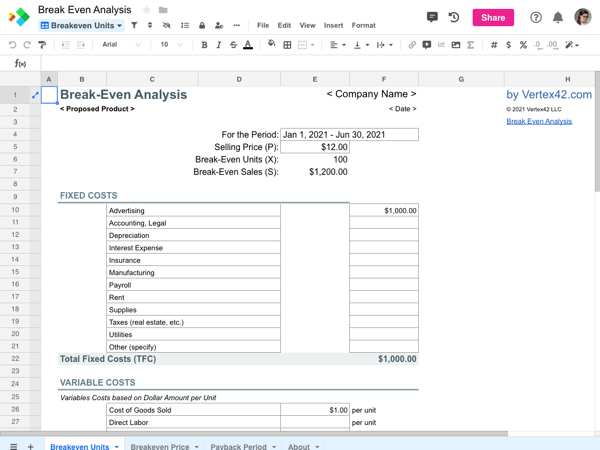 Break Even Analysis
Breakeven Units
File Edit View Insert Format
Share
Arial 10 B I S A # $ % .0 .00
f(x)
A B C D E F G H
1 Break-Even Analysis < Company Name > by Vertex42.com
2 < Proposed Product > < Date > © 2021 Vertex42 LLC
3 Break Even Analysis
4 For the Period: Jan 1, 2021 - Jun 30, 2021
5 Selling Price (P): $12.00
6 Break-Even Units (X): 100
7 Break-Even Sales (S): $1,200.00
8
9 FIXED COSTS
10 Advertising $1,000.00
11 Accounting, Legal
12 Depreciation
13 Interest Expense
14 Insurance
15 Manufacturing
16 Payroll
17 Rent
18 Supplies
19 Taxes (real estate, etc.)
20 Utilities
21 Other (specify)
22 Total Fixed Costs (TFC) $1,000.00
23
24 VARIABLE COSTS
25 Variables Costs based on Dollar Amount per Unit
26 Cost of Goods Sold $1.00 per unit
27 Direct Labor per unit
Breakeven Units Breakeven Price Payback Period About